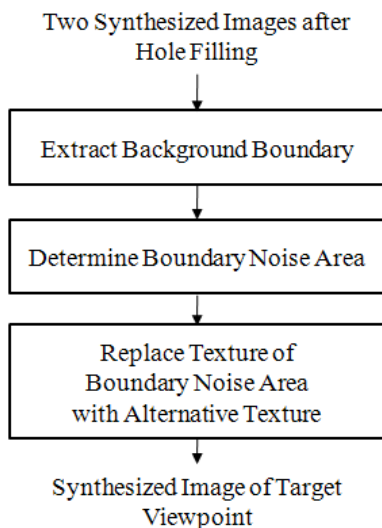 Two Synthesized Images after
Hole Filling
Extract Background Boundary
Determine Boundary Noise Area
Replace Texture of
Boundary Noise Area
with Alternative Texture
Synthesized Image of Target
Viewpoint